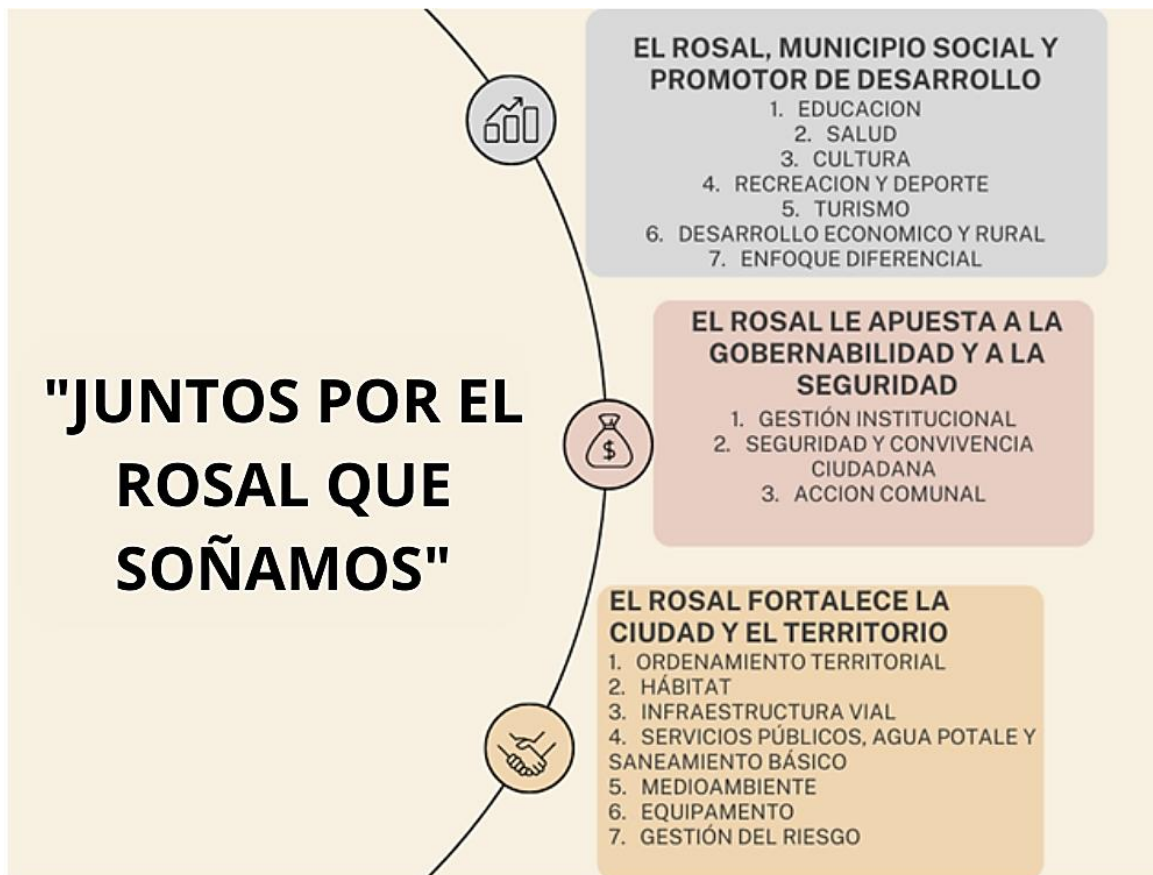 "JUNTOS POR EL
ROSAL QUE
SOÑAMOS"
EL ROSAL, MUNICIPIO SOCIAL Y
PROMOTOR DE DESARROLLO
1. EDUCACION
2. SALUD
3. CULTURA
4. RECREACION Y DEPORTE
5. TURISMO
6. DESARROLLO ECONOMICO Y RURAL
7. ENFOQUE DIFERENCIAL
EL ROSAL LE APUESTA A LA
GOBERNABILIDAD Y A LA
SEGURIDAD
1. GESTIÓN INSTITUCIONAL
2. SEGURIDAD Y CONVIVENCIA
CIUDADANA
3. ACCION COMUNAL
$
EL ROSAL FORTALECE LA
CIUDAD Y EL TERRITORIO
1. ORDENAMIENTO TERRITORIAL
2. HÁBITAT
3. INFRAESTRUCTURA VIAL
4. SERVICIOS PÚBLICOS, AGUA POTALE Y
SANEAMIENTO BÁSICO
5. MEDIOAMBIENTE
6. EQUIPAMENTO
7. GESTIÓN DEL RIESGO